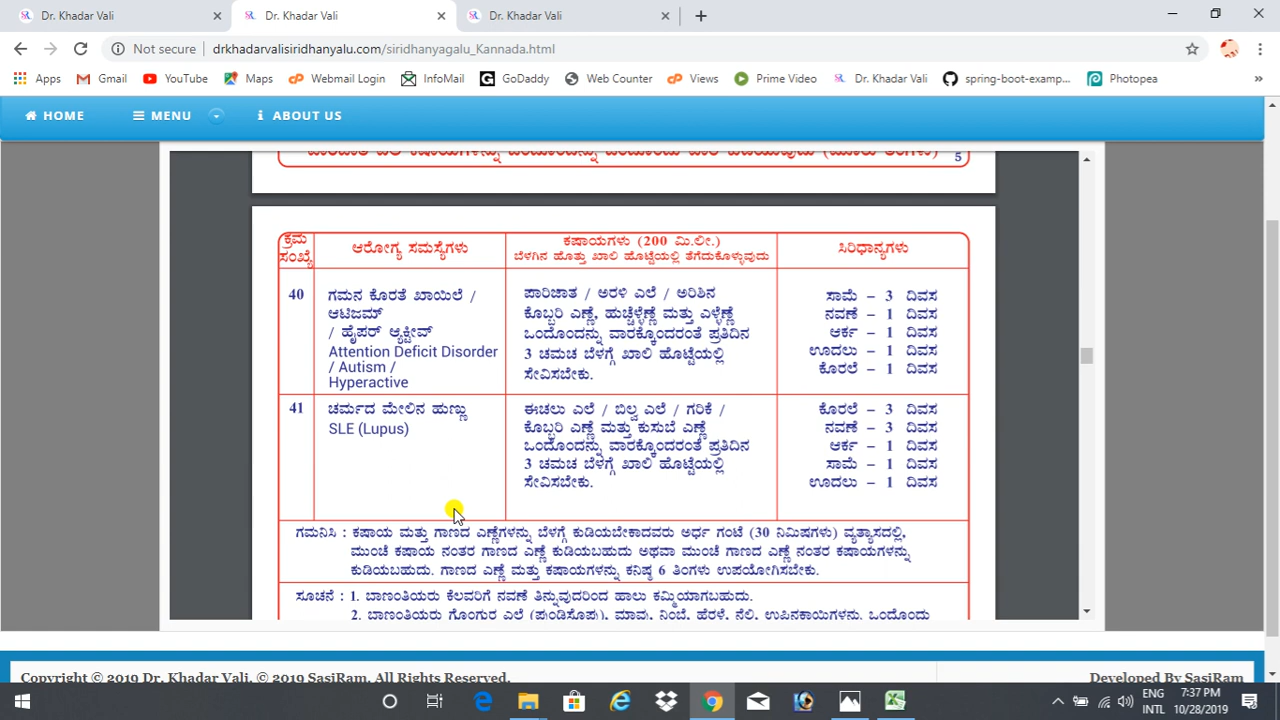 Dr. Khadar Vali
Dr. Khadar Vali
Dr. Khadar Vali
Not secure
drkhadarvalisiridhanyalu.com/siridhanyagalu_Kannada.html
Apps
Gmail
YouTube
Maps
Webmail Login
InfoMail
GoDaddy
Web Counter
Views
Prime Video
Dr. Khadar Vali
spring-boot-examp...
Photopea
»
HOME
MENU
ABOUT US
5
ಕ್ರಮ ಸಂಖ್ಯೆ
ಆರೋಗ್ಯ ಸಮಸ್ಯೆಗಳು
ಕಷಾಯಗಳು (200 ಮಿ.ಲೀ.)
ಬೆಳಗಿನ ಹೊತ್ತು ಖಾಲಿ ಹೊಟ್ಟೆಯಲ್ಲಿ ತೆಗೆದುಕೊಳ್ಳುವುದು
ಸಿರಿಧಾನ್ಯಗಳು
40
ಗಮನ ಕೊರತೆ ಖಾಯಿಲೆ /
ಆಟಿಜಮ್
/ ಹೈಪರ್ ಆ್ಯಕ್ಟೀವ್
Attention Deficit Disorder
/ Autism /
Hyperactive
ಪಾರಿಜಾತ / ಅರಳಿ ಎಲೆ / ಅರಿಶಿನ
ಕೊಬ್ಬರಿ ಎಣ್ಣೆ, ಹುಚ್ಚೆಳ್ಳೆಣ್ಣೆ ಮತ್ತು ಎಳ್ಳೆಣ್ಣೆ
ಒಂದೊಂದನ್ನು ವಾರಕ್ಕೊಂದರಂತೆ ಪ್ರತಿದಿನ
3 ಚಮಚ ಬೆಳಗ್ಗೆ ಖಾಲಿ ಹೊಟ್ಟೆಯಲ್ಲಿ
ಸೇವಿಸಬೇಕು.
ಸಾಮೆ – 3 ದಿವಸ
ನವಣೆ – 1 ದಿವಸ
ಆರ್ಕ – 1 ದಿವಸ
ಊದಲು – 1 ದಿವಸ
ಕೊರಲೆ – 1 ದಿವಸ
41
ಚರ್ಮದ ಮೇಲಿನ ಹುಣ್ಣು
SLE (Lupus)
ಈಚಲು ಎಲೆ / ಬಿಲ್ವ ಎಲೆ / ಗರಿಕೆ /
ಕೊಬ್ಬರಿ ಎಣ್ಣೆ ಮತ್ತು ಕುಸುಬೆ ಎಣ್ಣೆ
ಒಂದೊಂದನ್ನು ವಾರಕ್ಕೊಂದರಂತೆ ಪ್ರತಿದಿನ
3 ಚಮಚ ಬೆಳಗ್ಗೆ ಖಾಲಿ ಹೊಟ್ಟೆಯಲ್ಲಿ
ಸೇವಿಸಬೇಕು.
ಕೊರಲೆ – 3 ದಿವಸ
ನವಣೆ – 3 ದಿವಸ
ಆರ್ಕ – 1 ದಿವಸ
ಸಾಮೆ – 1 ದಿವಸ
ಊದಲು – 1 ದಿವಸ
ಗಮನಿಸಿ : ಕಷಾಯ ಮತ್ತು ಗಾಣದ ಎಣ್ಣೆಗಳನ್ನು ಬೆಳಗ್ಗೆ ಕುಡಿಯಬೇಕಾದವರು ಅರ್ಧ ಗಂಟೆ (30 ನಿಮಿಷಗಳು) ವ್ಯತ್ಯಾಸದಲ್ಲಿ,
ಮುಂಚೆ ಕಷಾಯ ನಂತರ ಗಾಣದ ಎಣ್ಣೆ ಕುಡಿಯಬಹುದು ಅಥವಾ ಮುಂಚೆ ಗಾಣದ ಎಣ್ಣೆ ನಂತರ ಕಷಾಯಗಳನ್ನು
ಕುಡಿಯಬಹುದು. ಗಾಣದ ಎಣ್ಣೆ ಮತ್ತು ಕಷಾಯಗಳನ್ನು ಕನಿಷ್ಠ 6 ತಿಂಗಳು ಉಪಯೋಗಿಸಬೇಕು.
ಸೂಚನೆ : 1. ಬಾಣಂತಿಯರು ಕೆಲವರಿಗೆ ನವಣೆ ತಿನ್ನುವುದರಿಂದ ಹಾಲು ಕಮ್ಮಿಯಾಗಬಹುದು.
2. ಬಾಣಂತಿಯರು ಗೊಂಗುರ ಎಲೆ (ಪುಂಡಿಸೊಪ್ಪು), ಮಾವು, ನಿಂಬೆ, ಹೆರಳೆ, ನೆಲಿ, ಉಪಿನಕಾಯಿಗಳನ್ನು ಒಂದೊಂದು
Copyright © 2019 Dr. Khadar Vali, © 2019 SasiRam. All Rights Reserved.
Developed By SasiRam
ENG
INTL
7:37 PM
10/28/2019